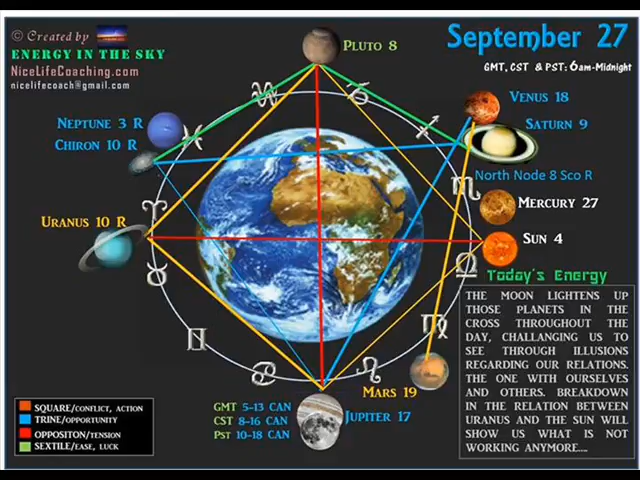 © Created by
ENERGY IN THE SKY
NiceLifeCoaching.com
nicelifecoach@gmail.com
September 27
GMT, CST & PST: 6am-Midnight
PLUTO 8
VENUS 18
SATURN 9
NEPTUNE 3 R
CHIRON 10 R
North Node 8 Sco R
MERCURY 27
URANUS 10 R
SUN 4
Today's Energy
THE MOON LIGHTENS UP
THOSE PLANETS IN THE
CROSS THROUGHOUT THE
DAY, CHALLANGING US TO
SEE THROUGH ILLUSIONS
REGARDING OUR RELATIONS.
THE ONE WITH OURSELVES
AND OTHERS. BREAKDOWN
IN THE RELATION BETWEEN
URANUS AND THE SUN WILL
SHOW US WHAT IS NOT
WORKING ANYMORE....
MARS 19
JUPITER 17
GMT 5-13 CAN
CST 8-16 CAN
PST 10-18 CAN
SQUARE/CONFLICT, ACTION
TRINE/OPPORTUNITY
OPPOSITON/TENSION
SEXTILE/EASE, LUCK